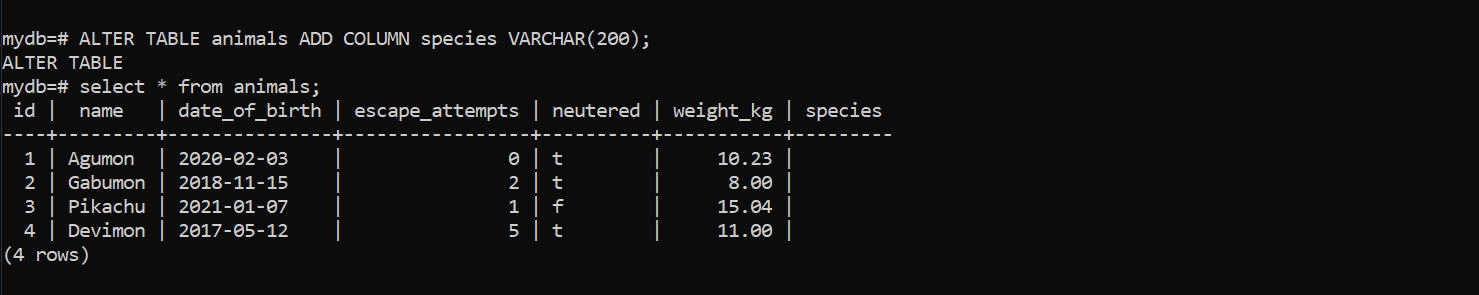 mydb=# ALTER TABLE animals ADD COLUMN species VARCHAR(200);
ALTER TABLE
mydb=# select * from animals;
 id |  name   | date_of_birth | escape_attempts | neutered | weight_kg | species
----+---------+---------------+-----------------+----------+-----------+---------
  1 | Agumon  | 2020-02-03    |               0 | t        |     10.23 |
  2 | Gabumon | 2018-11-15    |               2 | t        |      8.00 |
  3 | Pikachu | 2021-01-07    |               1 | f        |     15.04 |
  4 | Devimon | 2017-05-12    |               5 | t        |     11.00 |
(4 rows)